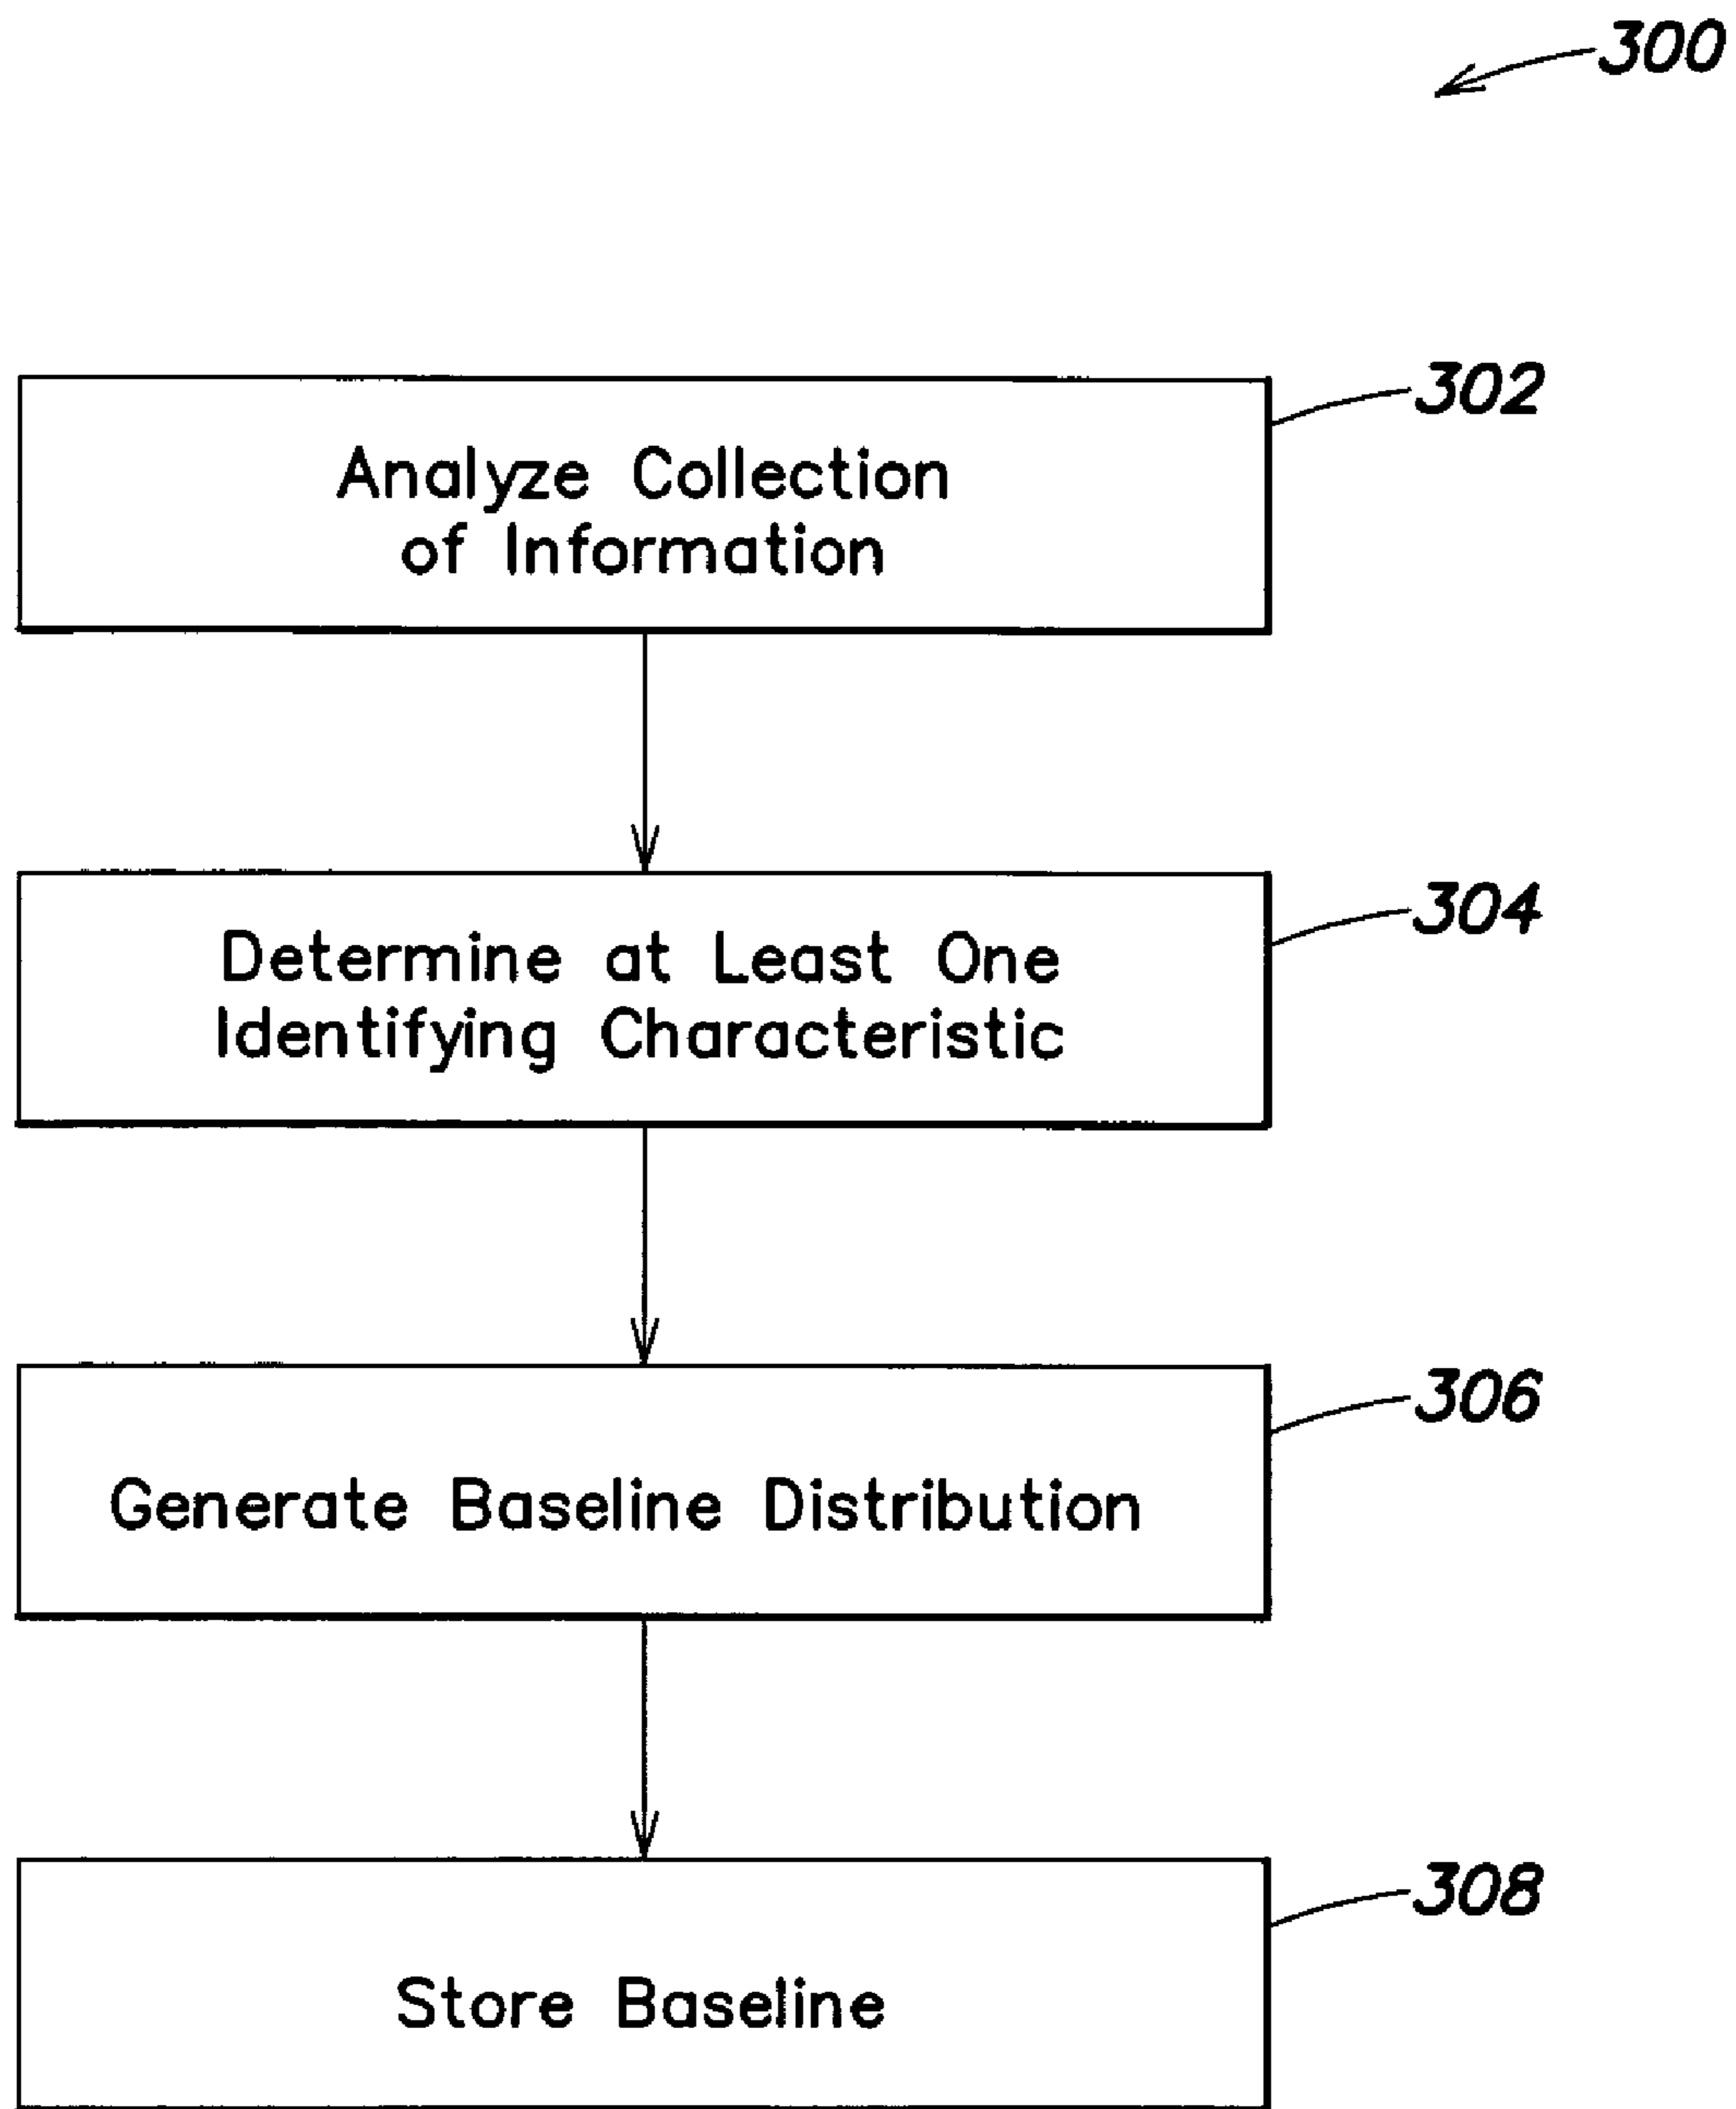 300
302
Analyze Collection
of Information
304
Determine at Least One
Identifying Characteristic
306
Generate Baseline Distribution
308
Store Baseline